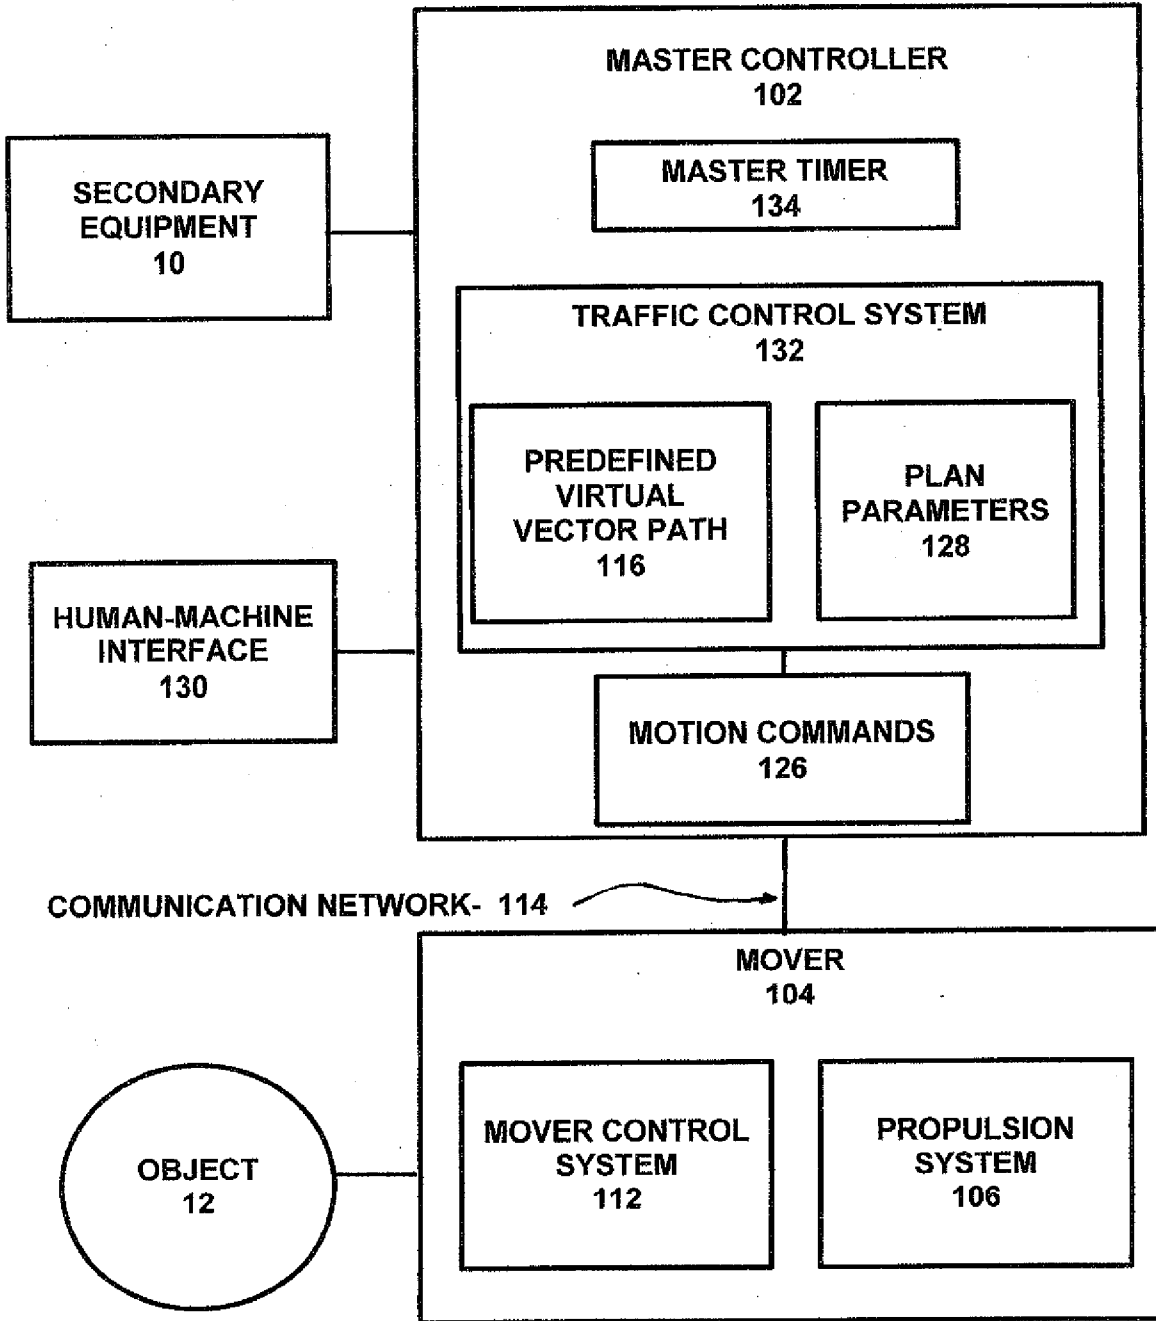 MASTER CONTROLLER
102
MASTER TIMER
134
SECONDARY
EQUIPMENT
10
TRAFFIC CONTROL SYSTEM
132
PREDEFINED
VIRTUAL
VECTOR PATH
116
PLAN
PARAMETERS
128
HUMAN-MACHINE
INTERFACE
130
MOTION COMMANDS
126
COMMUNICATION NETWORK- 114
MOVER
104
MOVER CONTROL
SYSTEM
112
PROPULSION
SYSTEM
106
OBJECT
12